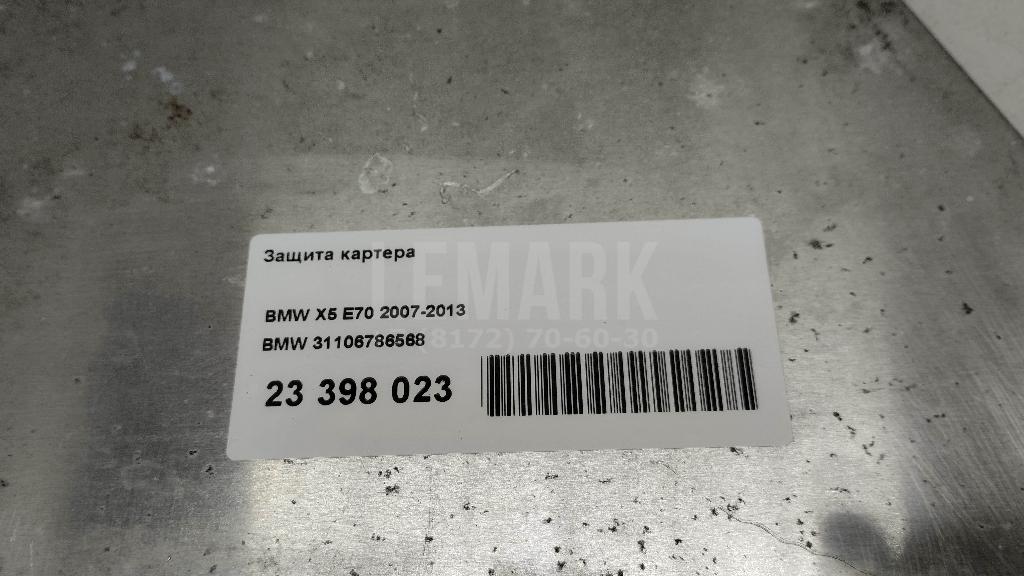 Защита картера
LEMARK
BMW X5 E70 2007-2013
(8172) 70-60-30
BMW 31106786568
23 398 023